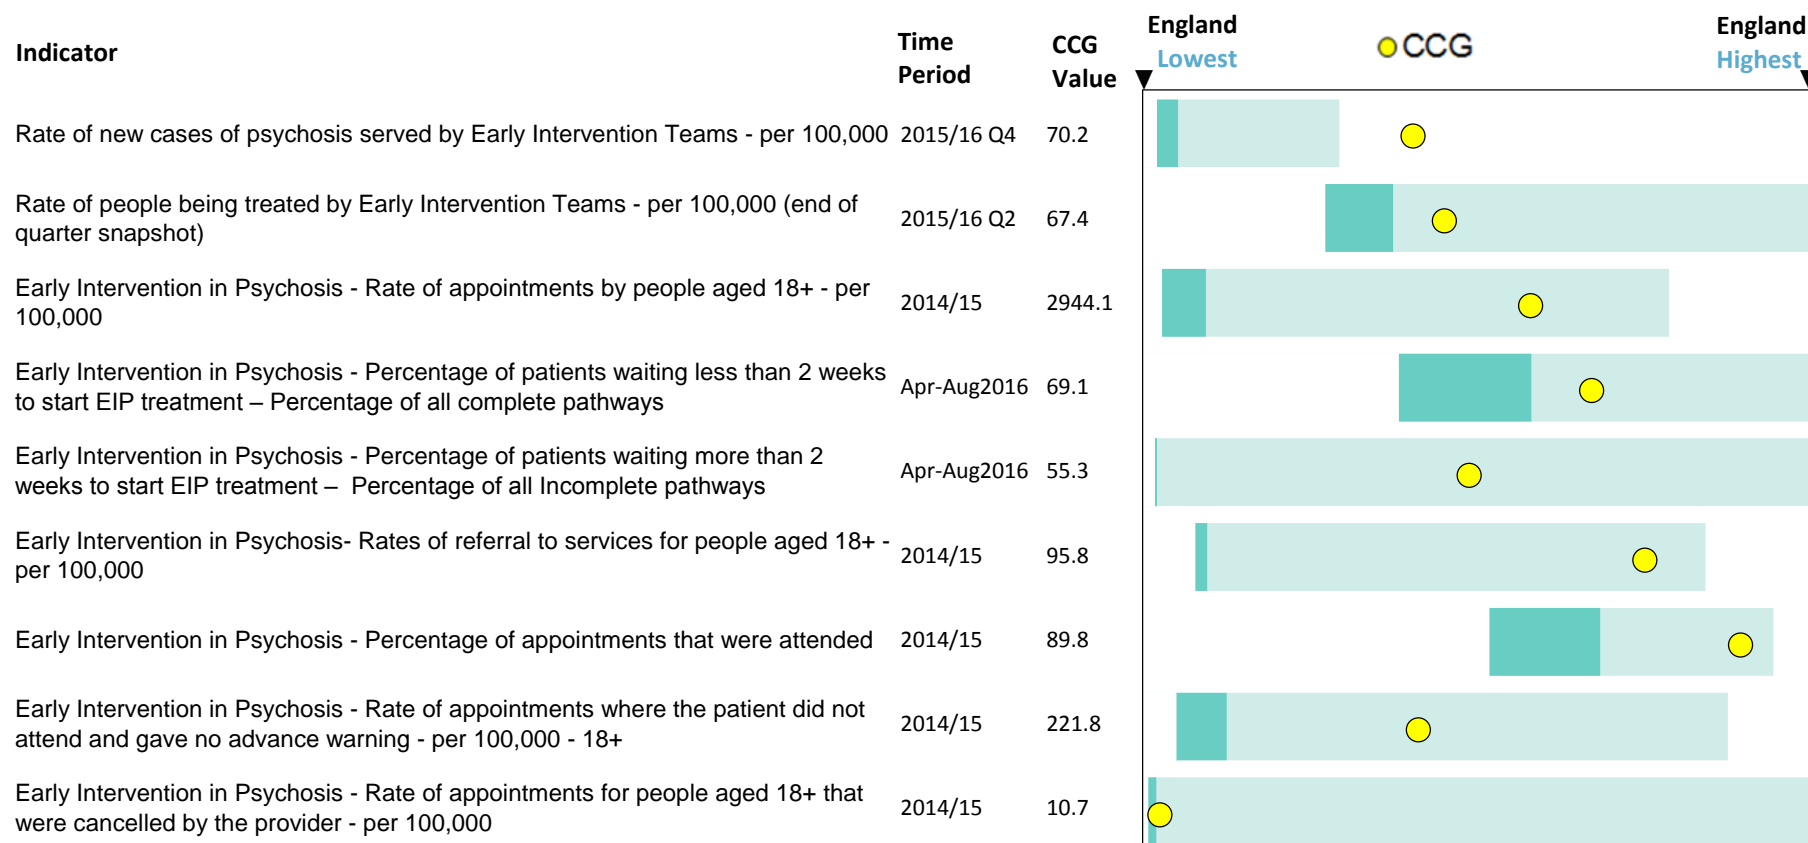 Indicator
Time
Period
CCG
Value
England
Lowest
CCG
England
Highest
Rate of new cases of psychosis served by Early Intervention Teams - per 100,000 2015/16 Q4 70.2
Rate of people being treated by Early Intervention Teams - per 100,000 (end of
quarter snapshot)
2015/16 Q2 67.4
Early Intervention in Psychosis - Rate of appointments by people aged 18+ - per
100,000
2014/15 2944.1
Early Intervention in Psychosis - Percentage of patients waiting less than 2 weeks
to start EIP treatment – Percentage of all complete pathways
Apr-Aug2016 69.1
Early Intervention in Psychosis - Percentage of patients waiting more than 2
weeks to start EIP treatment – Percentage of all Incomplete pathways
Apr-Aug2016 55.3
Early Intervention in Psychosis- Rates of referral to services for people aged 18+ -
per 100,000
2014/15 95.8
Early Intervention in Psychosis - Percentage of appointments that were attended 2014/15 89.8
Early Intervention in Psychosis - Rate of appointments where the patient did not
attend and gave no advance warning - per 100,000 - 18+
2014/15 221.8
Early Intervention in Psychosis - Rate of appointments for people aged 18+ that
were cancelled by the provider - per 100,000
2014/15 10.7